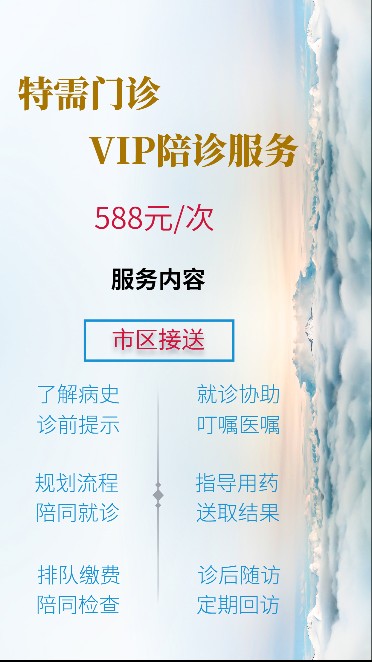 特需门诊
VIP陪诊服务
588元/次
服务内容
市区接送
了解病史
诊前提示
就诊协助
叮嘱医嘱
规划流程
陪同就诊
指导用药
送取结果
排队缴费
陪同检查
诊后随访
定期回访